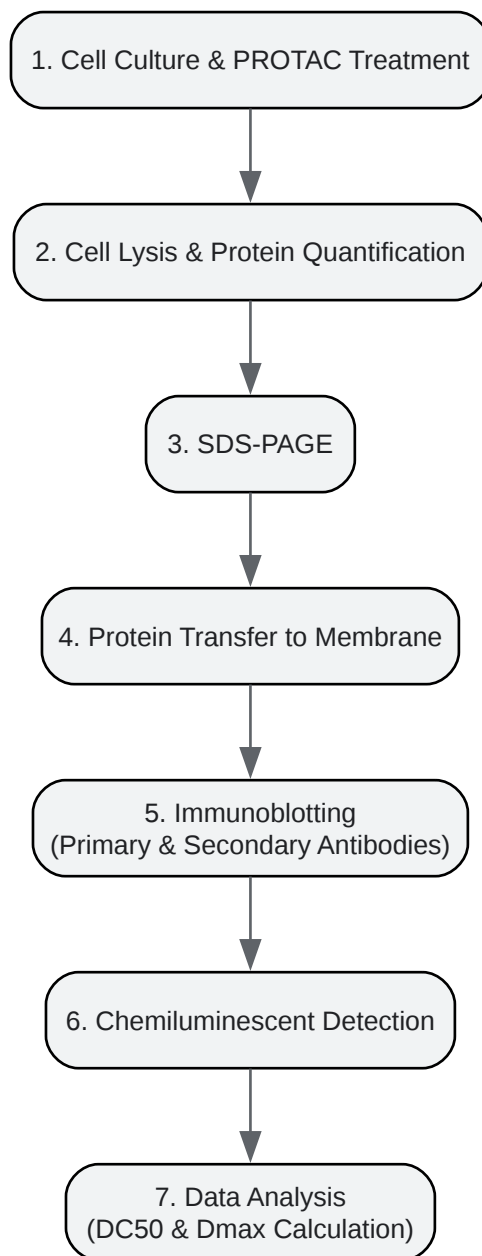 1. Cell Culture & PROTAC Treatment
2. Cell Lysis & Protein Quantification
3. SDS-PAGE
4. Protein Transfer to Membrane
5. Immunoblotting
(Primary & Secondary Antibodies)
6. Chemiluminescent Detection
7. Data Analysis
(DC50 & Dmax Calculation)